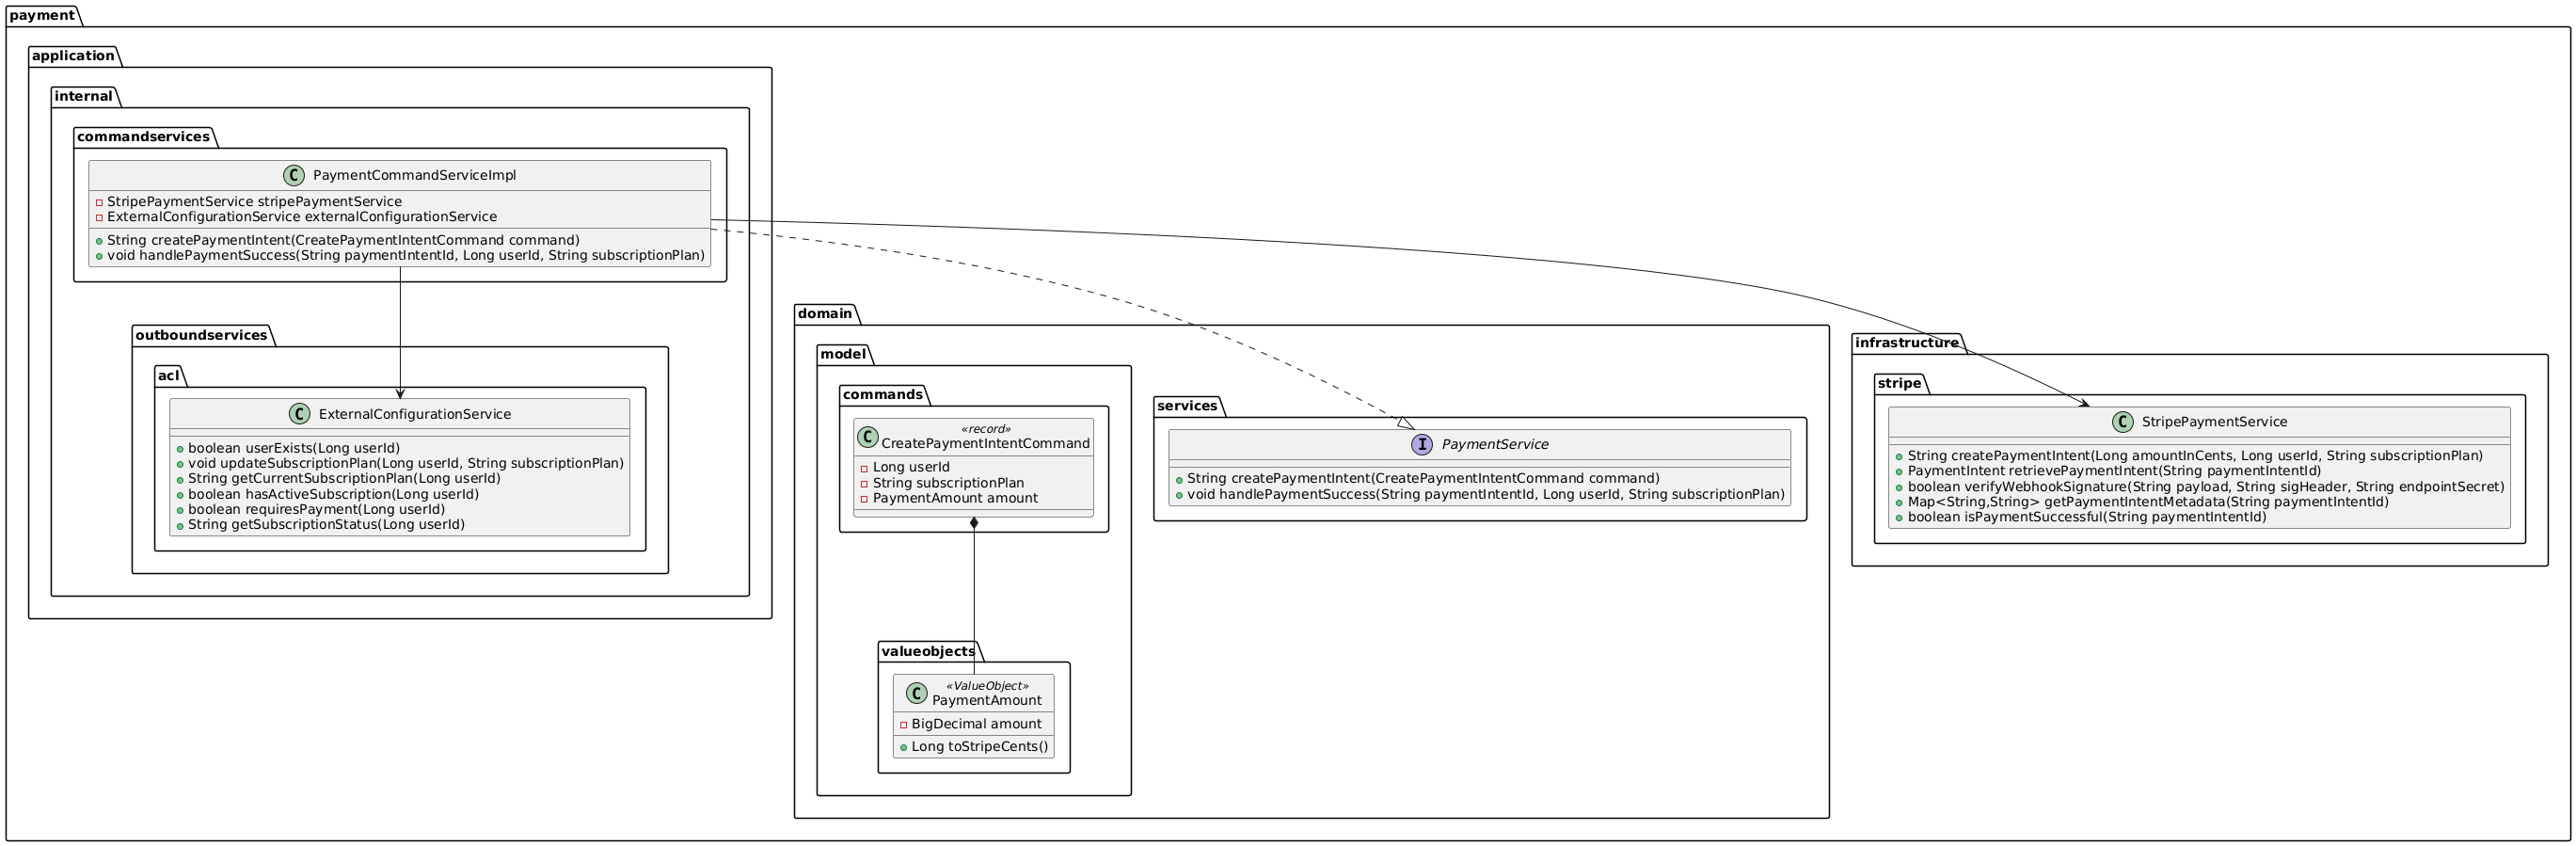 payment
application
internal
commandservices
C PaymentCommandServiceImpl
StripePaymentService stripePaymentService
ExternalConfigurationService externalConfigurationService
String createPaymentIntent(CreatePaymentIntentCommand command)
void handlePaymentSuccess(String paymentIntentId, Long userId, String subscriptionPlan)
outboundservices
acl
C ExternalConfigurationService
boolean userExists(Long userId)
void updateSubscriptionPlan(Long userId, String subscriptionPlan)
String getCurrentSubscriptionPlan(Long userId)
boolean hasActiveSubscription(Long userId)
boolean requiresPayment(Long userId)
String getSubscriptionStatus(Long userId)
domain
model
commands
«record»
C CreatePaymentIntentCommand
Long userId
String subscriptionPlan
PaymentAmount amount
valueobjects
«ValueObject»
C PaymentAmount
BigDecimal amount
Long toStripeCents()
services
I PaymentService
String createPaymentIntent(CreatePaymentIntentCommand command)
void handlePaymentSuccess(String paymentIntentId, Long userId, String subscriptionPlan)
infrastructure
stripe
C StripePaymentService
String createPaymentIntent(Long amountInCents, Long userId, String subscriptionPlan)
PaymentIntent retrievePaymentIntent(String paymentIntentId)
boolean verifyWebhookSignature(String payload, String sigHeader, String endpointSecret)
Map<String,String> getPaymentIntentMetadata(String paymentIntentId)
boolean isPaymentSuccessful(String paymentIntentId)